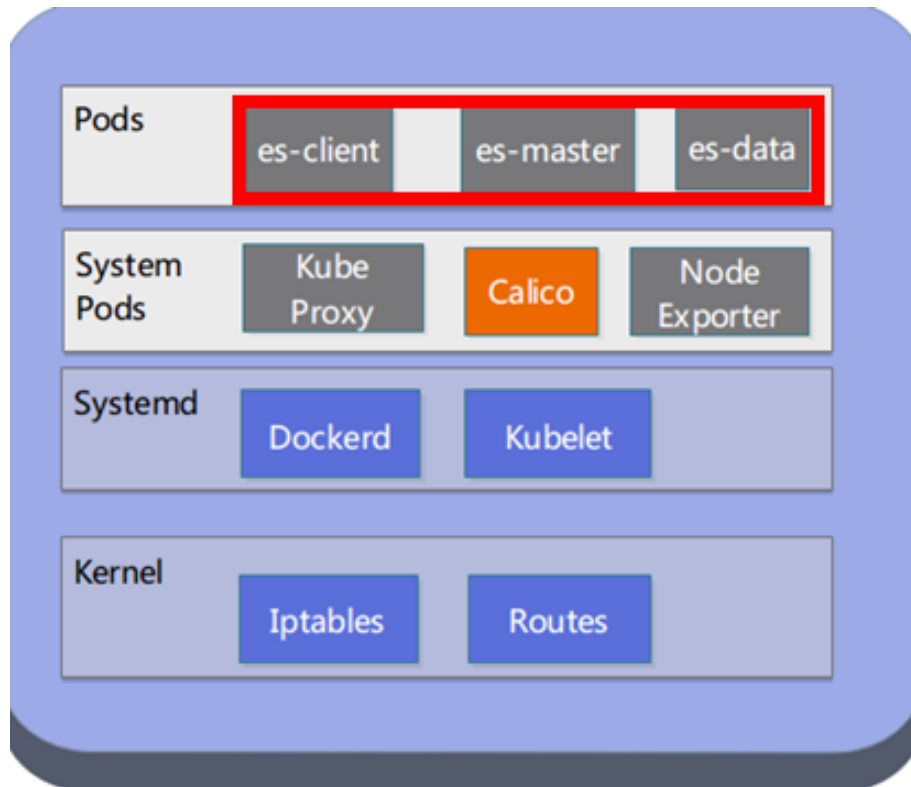 Pods
es-client
es-master
es-data
System
Pods
Kube
Proxy
Calico
Node
Exporter
Systemd
Dockerd
Kubelet
Kernel
Iptables
Routes